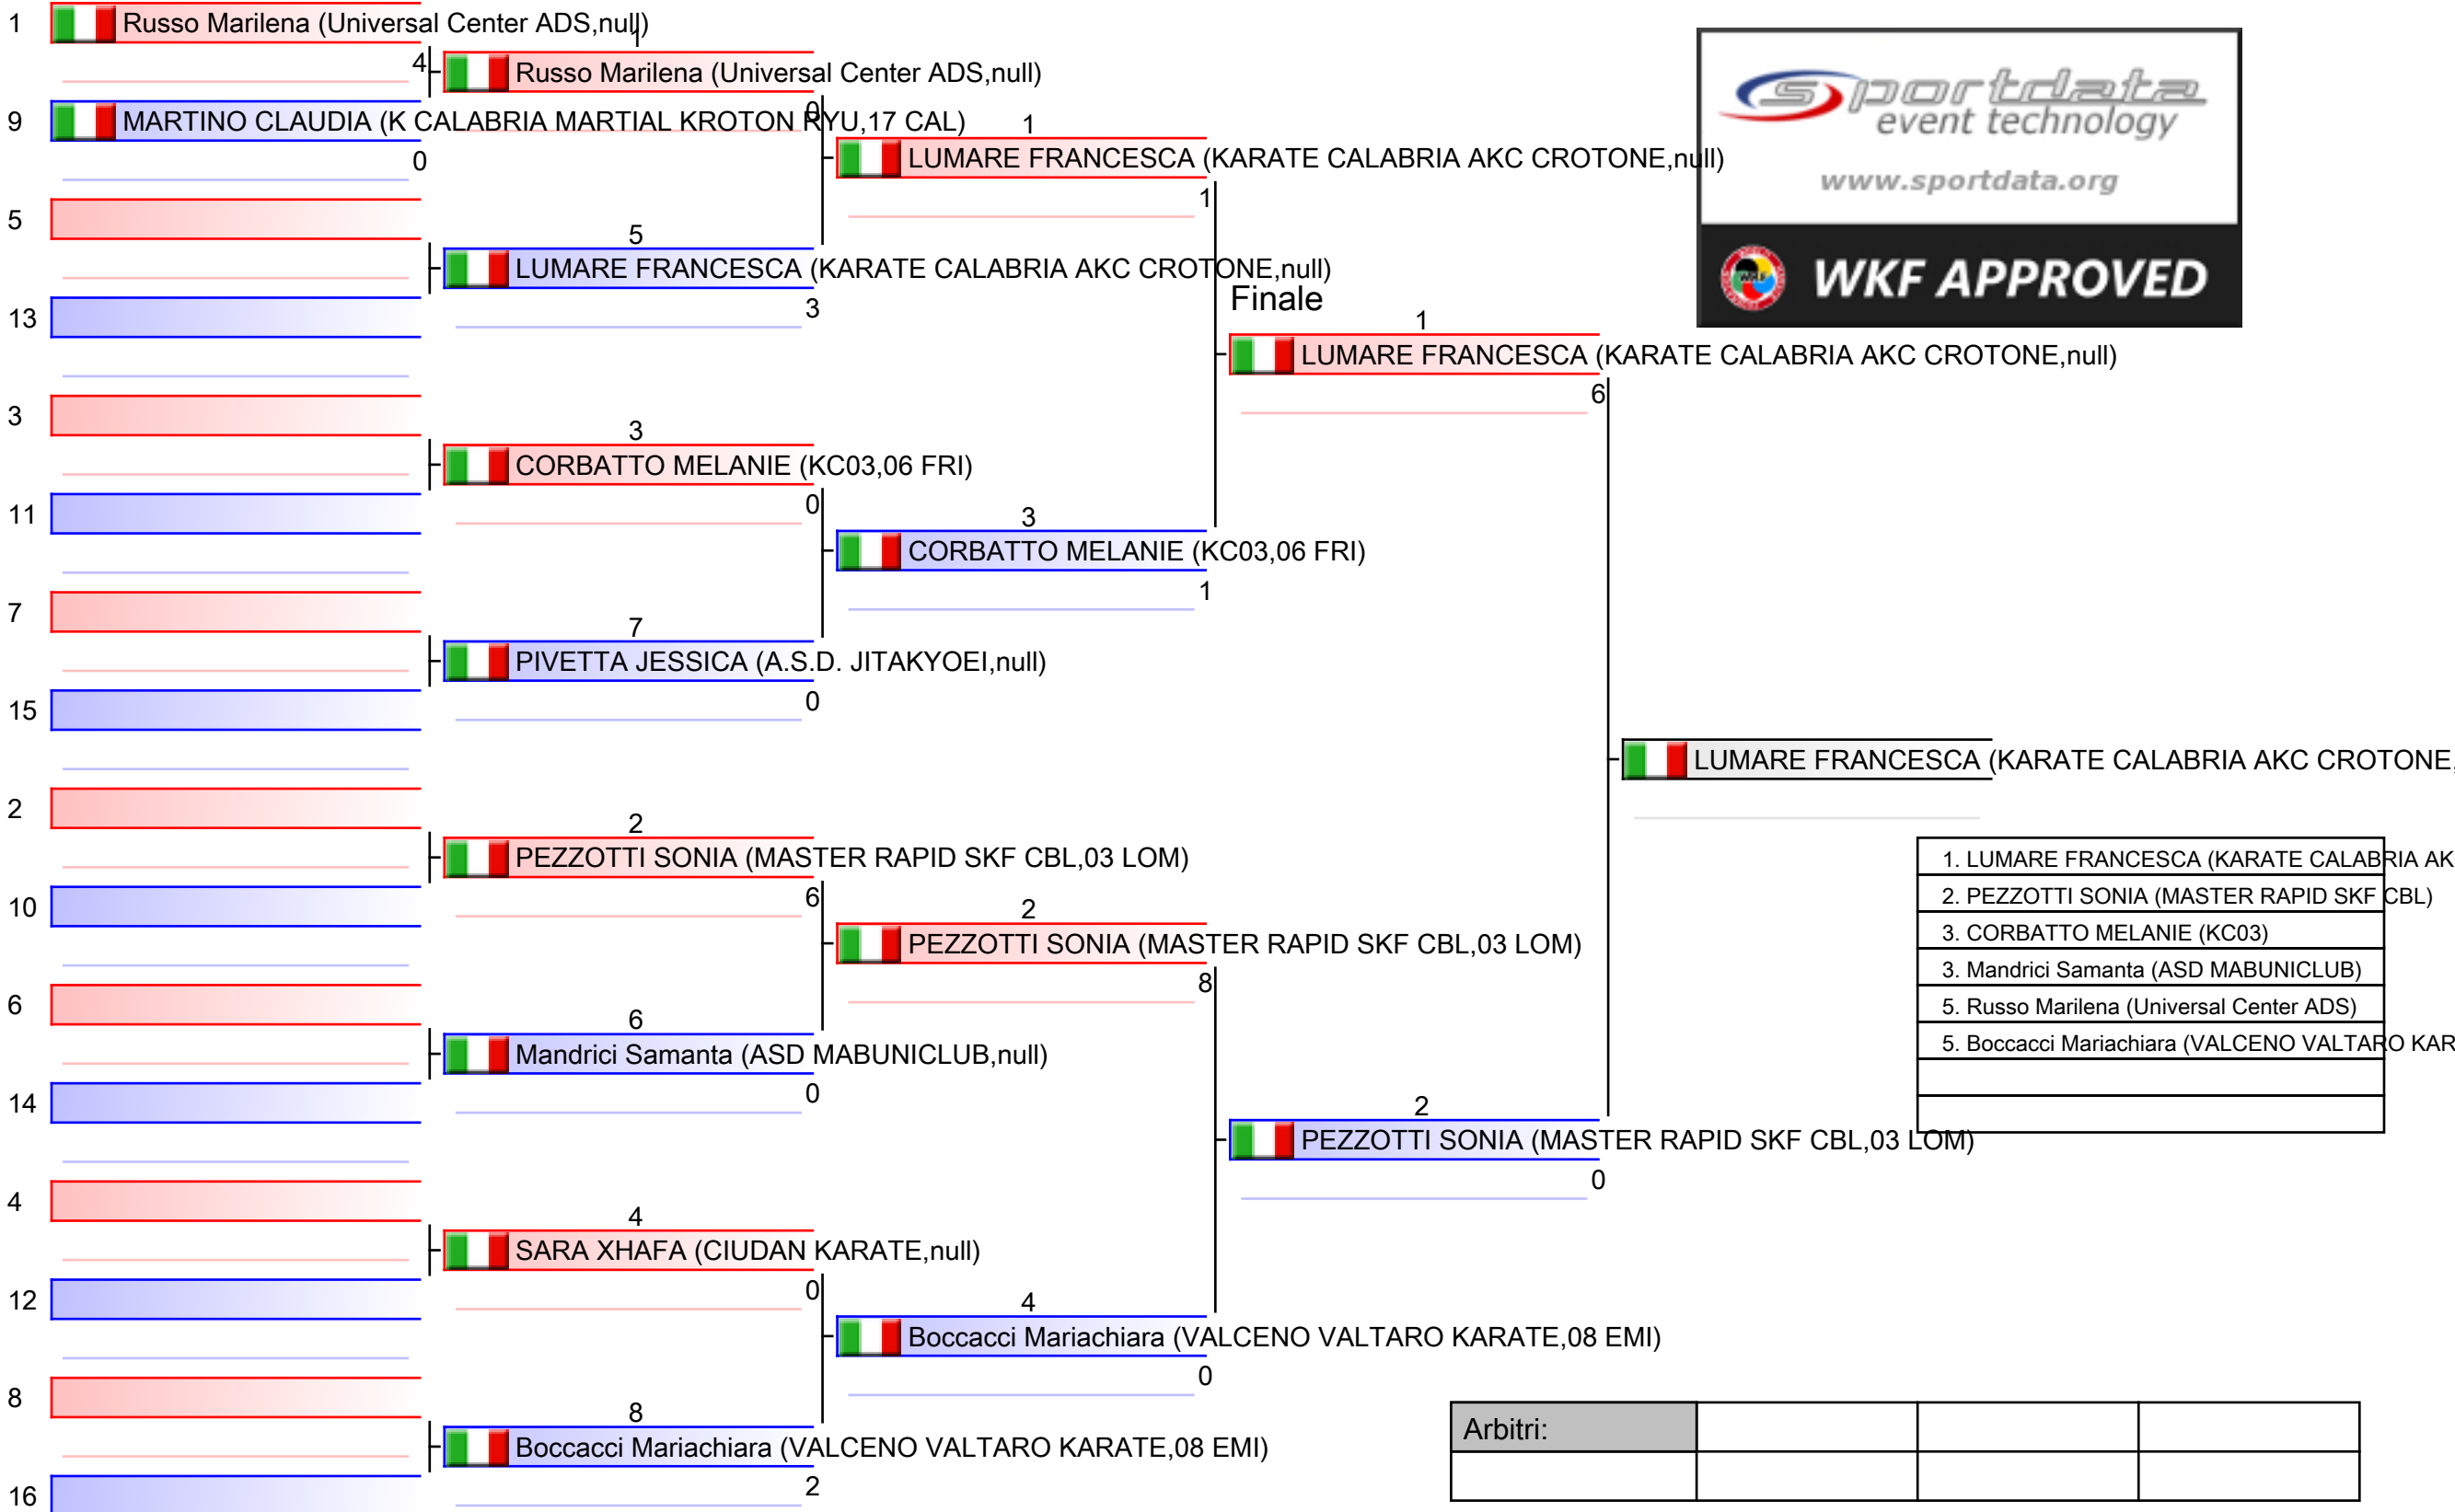 1
Russo Marilena (Universal Center ADS,null)
4
9
MARTINO CLAUDIA (K CALABRIA MARTIAL KROTON RYU,17 CAL)
0
5
13
3
11
7
15
2
10
6
14
4
12
8
16
1
Russo Marilena (Universal Center ADS,null)
0
5
LUMARE FRANCESCA (KARATE CALABRIA AKC CROTONE,null)
3
3
CORBATTO MELANIE (KC03,06 FRI)
0
7
PIVETTA JESSICA (A.S.D. JITAKYOEI,null)
0
2
PEZZOTTI SONIA (MASTER RAPID SKF CBL,03 LOM)
6
6
Mandrici Samanta (ASD MABUNICLUB,null)
0
4
SARA XHAFA (CIUDAN KARATE,null)
0
8
Boccacci Mariachiara (VALCENO VALTARO KARATE,08 EMI)
2
1
LUMARE FRANCESCA (KARATE CALABRIA AKC CROTONE,null)
1
3
CORBATTO MELANIE (KC03,06 FRI)
1
2
PEZZOTTI SONIA (MASTER RAPID SKF CBL,03 LOM)
8
4
Boccacci Mariachiara (VALCENO VALTARO KARATE,08 EMI)
0
Finale
1
LUMARE FRANCESCA (KARATE CALABRIA AKC CROTONE,null)
6
2
PEZZOTTI SONIA (MASTER RAPID SKF CBL,03 LOM)
0
LUMARE FRANCESCA (KARATE CALABRIA AKC CROTONE,
sportdata
event technology
www.sportdata.org
WKF
WKF APPROVED
1. LUMARE FRANCESCA (KARATE CALABRIA AK
2. PEZZOTTI SONIA (MASTER RAPID SKF CBL)
3. CORBATTO MELANIE (KC03)
3. Mandrici Samanta (ASD MABUNICLUB)
5. Russo Marilena (Universal Center ADS)
5. Boccacci Mariachiara (VALCENO VALTARO KAR
Arbitri: